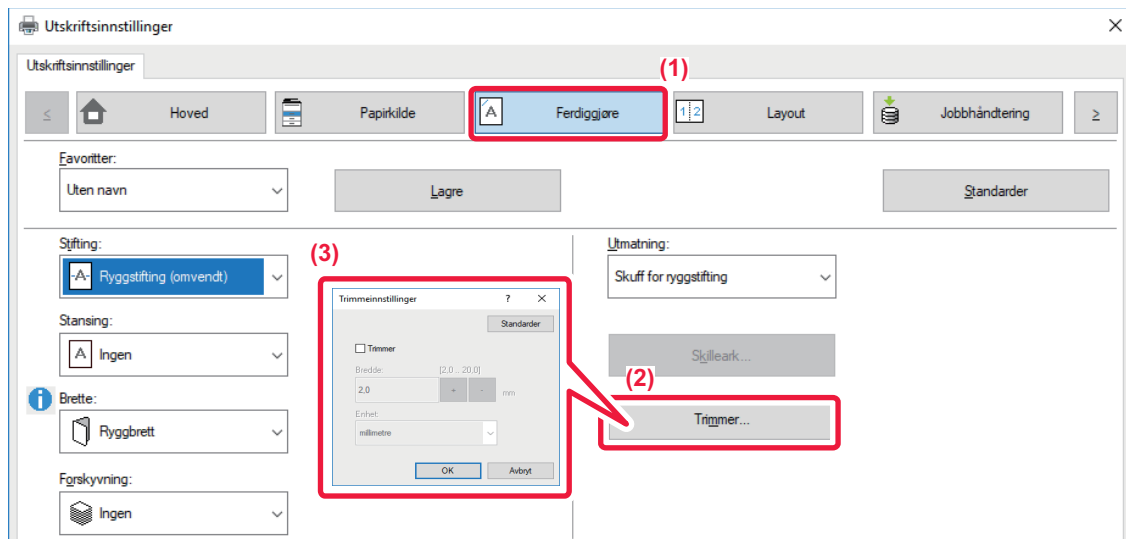 Utskriftsinnstillinger
Utskriftsinnstillinger
(1)
< Hoved Papirkilde A Ferdiggjøre 1 2 Layout Jobbhåndtering >
Favoritter:
Uten navn Lagre Standarder
Stifting: (3) Utmatning:
-A- Ryggstifting (omvendt) Skuff for ryggstifting
Trimmeinnstillinger ? ×
Standarder
Stansing:
A Ingen Trimmer Skilleark...
Bredde: [2,0 .. 20,0] (2)
Brette: 2,0 + - mm
Enhet: Trimmer...
Ryggbrett millimetre
OK Avbryt
Forskyvning:
Ingen